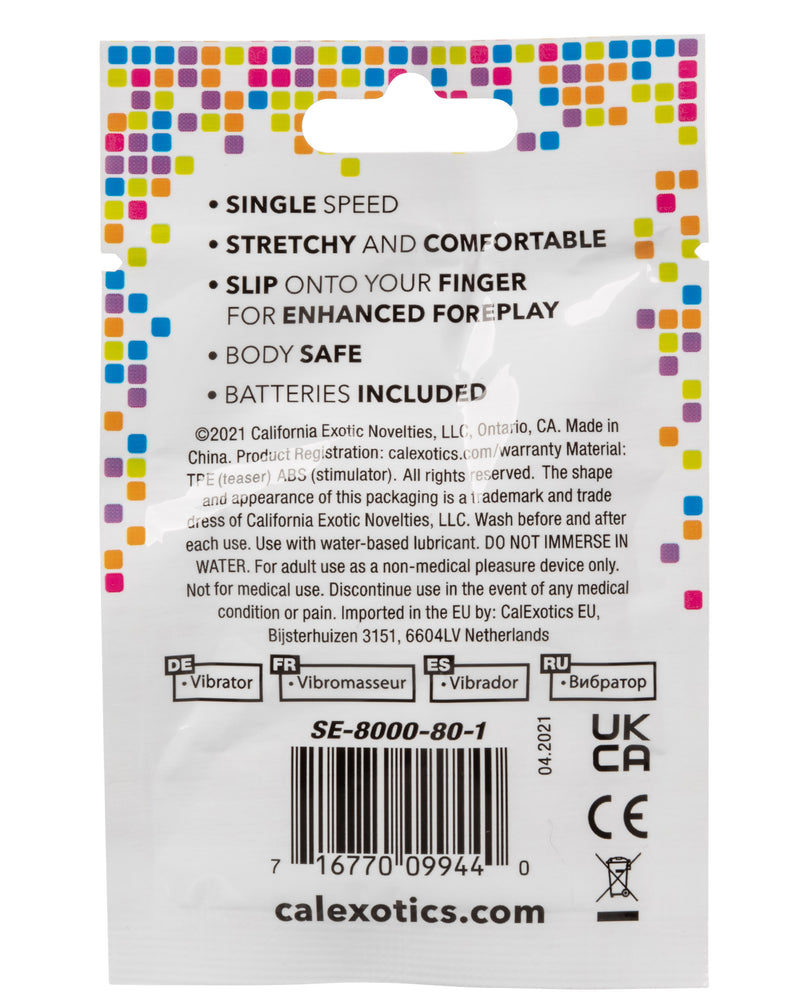 • SINGLE SPEED
• STRETCHY AND COMFORTABLE
• SLIP ONTO YOUR FINGER
FOR ENHANCED FOREPLAY
• BODY SAFE
• BATTERIES INCLUDED
©2021 California Exotic Novelties, LLC, Ontario, CA. Made in
China. Product Registration: calexotics.com/warranty Material:
TPE (teaser) ABS (stimulator). All rights reserved. The shape
and appearance of this packaging is a trademark and trade
dress of California Exotic Novelties, LLC. Wash before and after
each use. Use with water-based lubricant. DO NOT IMMERSE IN
WATER. For adult use as a non-medical pleasure device only.
Not for medical use. Discontinue use in the event of any medical
condition or pain. Imported in the EU by: CalExotics EU,
Bijsterhuizen 3151, 6604LV Netherlands
DE • Vibrator FR • Vibromasseur ES • Vibrador RU • Вибратор
SE-8000-80-1
04.2021
UK
CA
CE
7 16770 09944 0
calexotics.com